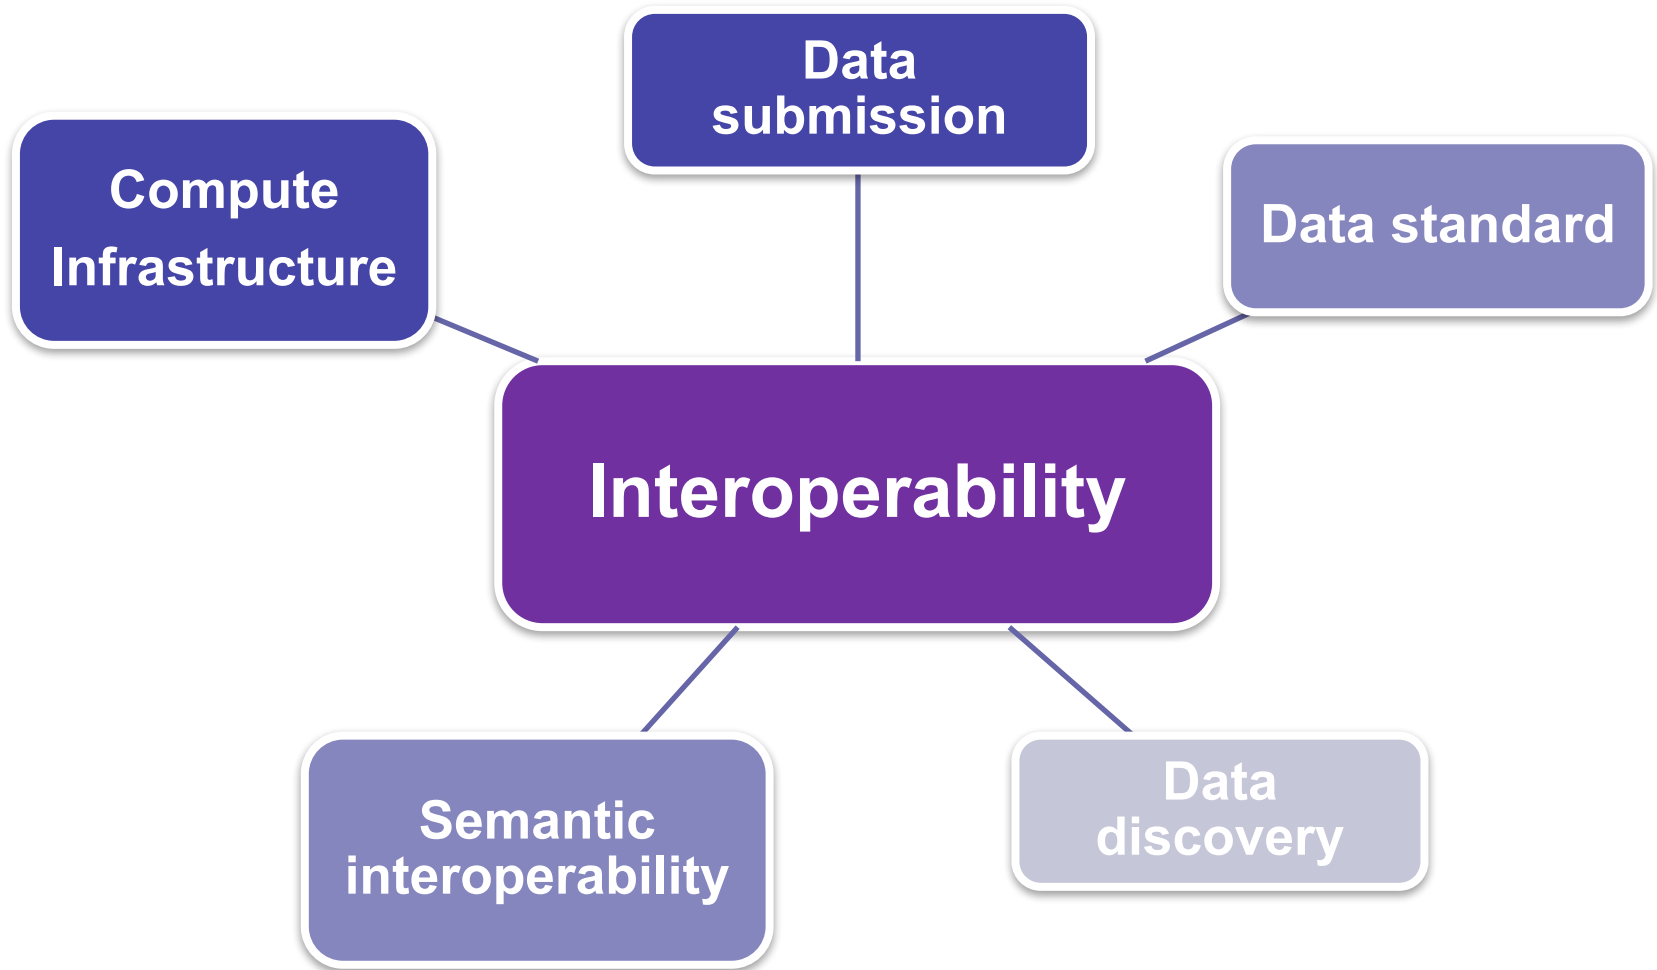 Data
submission
Compute
Infrastructure
Data standard
Interoperability
Semantic
interoperability
Data
discovery